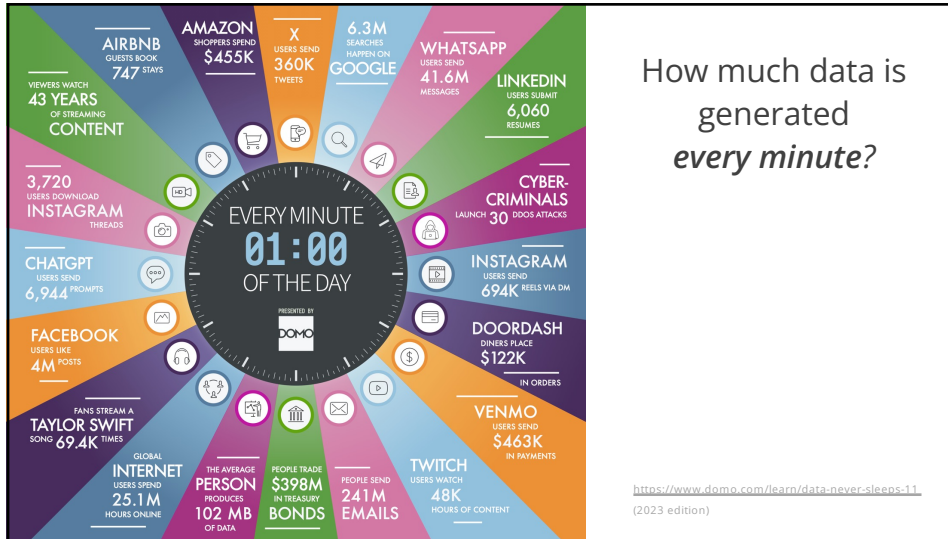 AIRBNB
GUESTS BOOK
747 STAYS
AMAZON
SHOPPERS SPEND
$455K
X
USERS SEND
360K
TWEETS
6.3M
SEARCHES
HAPPEN ON
GOOGLE
WHATSAPP
USERS SEND
41.6M
MESSAGES
LINKEDIN
USERS SUBMIT
6,060
RESUMES
CYBER-
CRIMINALS
LAUNCH 30 DDOS ATTACKS
INSTAGRAM
USERS SEND
694K REELS VIA DM
DOORDASH
DINERS PLACE
$122K
IN ORDERS
VENMO
USERS SEND
$463K
IN PAYMENTS
TWITCH
USERS WATCH
48K
HOURS OF CONTENT
PEOPLE SEND
241M
EMAILS
PEOPLE TRADE
$398M
IN TREASURY
BONDS
THE AVERAGE
PERSON
PRODUCES
102 MB
OF DATA
GLOBAL
INTERNET
USERS SPEND
25.1M
HOURS ONLINE
FANS STREAM A
TAYLOR SWIFT
SONG 69.4K TIMES
FACEBOOK
USERS LIKE
4M POSTS
CHATGPT
USERS SEND
6,944 PROMPTS
3,720
USERS DOWNLOAD
INSTAGRAM
THREADS
VIEWERS WATCH
43 YEARS
OF STREAMING
CONTENT
HD
EVERY MINUTE
01:00
OF THE DAY
PRESENTED BY
DOMO
How much data is
generated
every minute?
https://www.domo.com/learn/data-never-sleeps-11
(2023 edition)